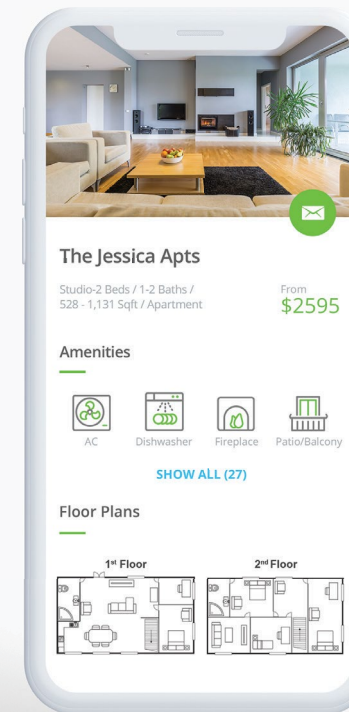 The Jessica Apts
Studio-2 Beds / 1-2 Baths /
528 - 1,131 Sqft / Apartment
From
$2595
Amenities
AC
Dishwasher
Fireplace
Patio/Balcony
SHOW ALL (27)
Floor Plans
1st Floor
2nd Floor